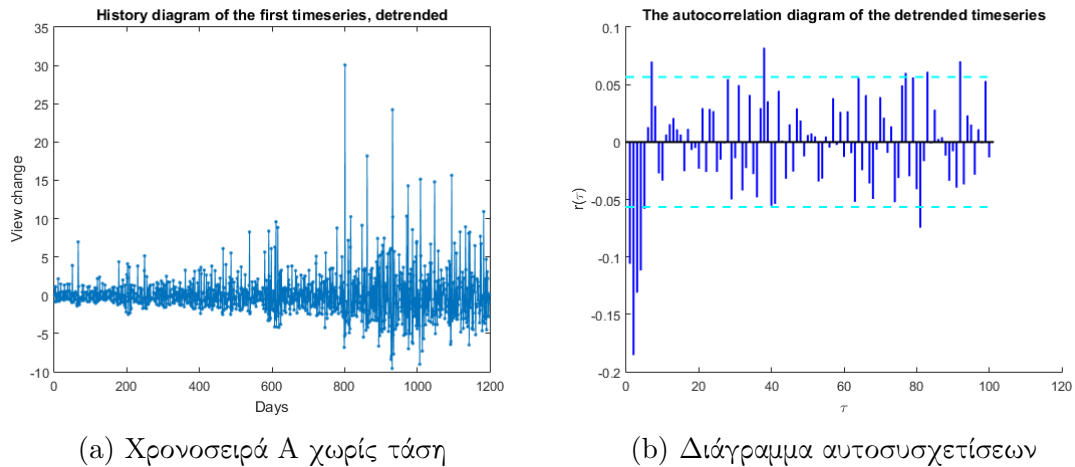 History diagram of the first timeseries, detrended
35
30
25
20
15
10
5
0
-5
-10
View change
0 200 400 600 800 1000 1200
Days
(a) Χρονοσειρά Α χωρίς τάση
The autocorrelation diagram of the detrended timeseries
0.1
0.05
0
-0.05
-0.1
-0.15
-0.2
r(τ)
0 20 40 60 80 100 120
τ
(b) Διάγραμμα αυτοσυσχετίσεων